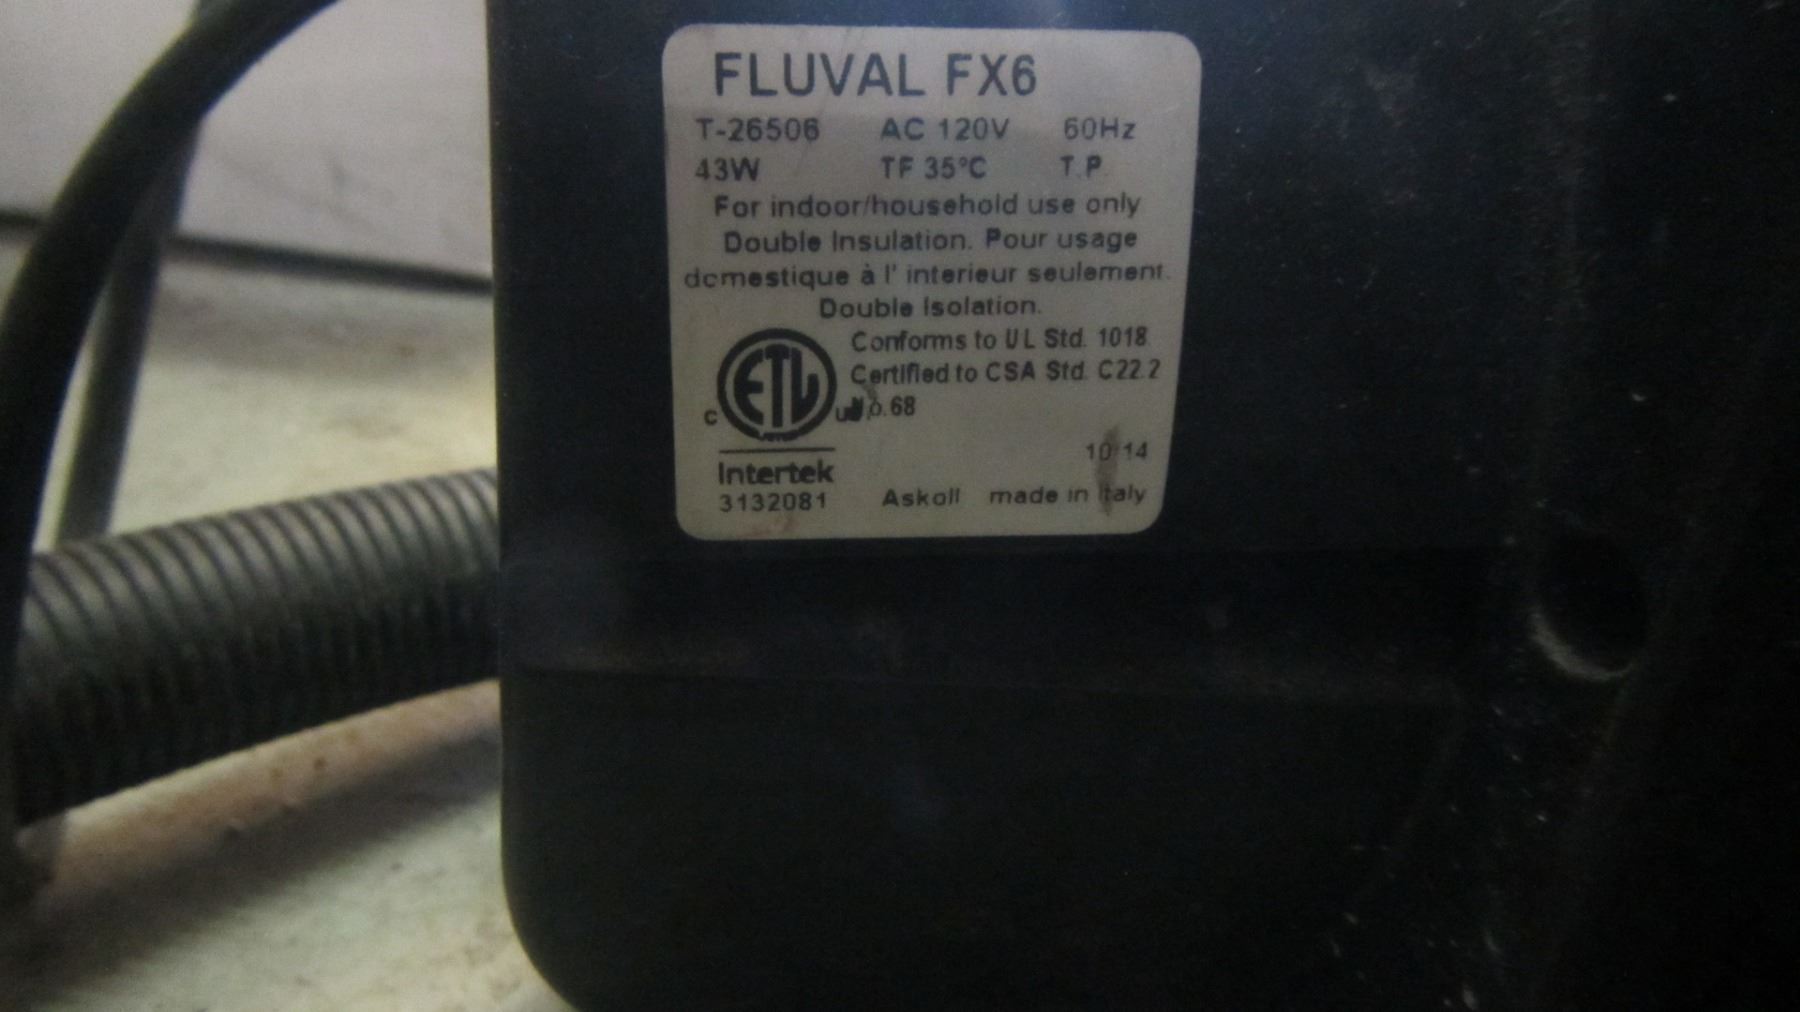 FLUVAL FX6
T-26506 AC 120V 60Hz
43W TF 35°C T.P
For indoor/household use only
Double Insulation. Pour usage
domestique à l' interieur seulement.
Double Isolation.
Conforms to UL Std. 1018
Certified to CSA Std. C22.2
No.68
c ETL us
Intertek
3132081
10/14
Askoll made in Italy